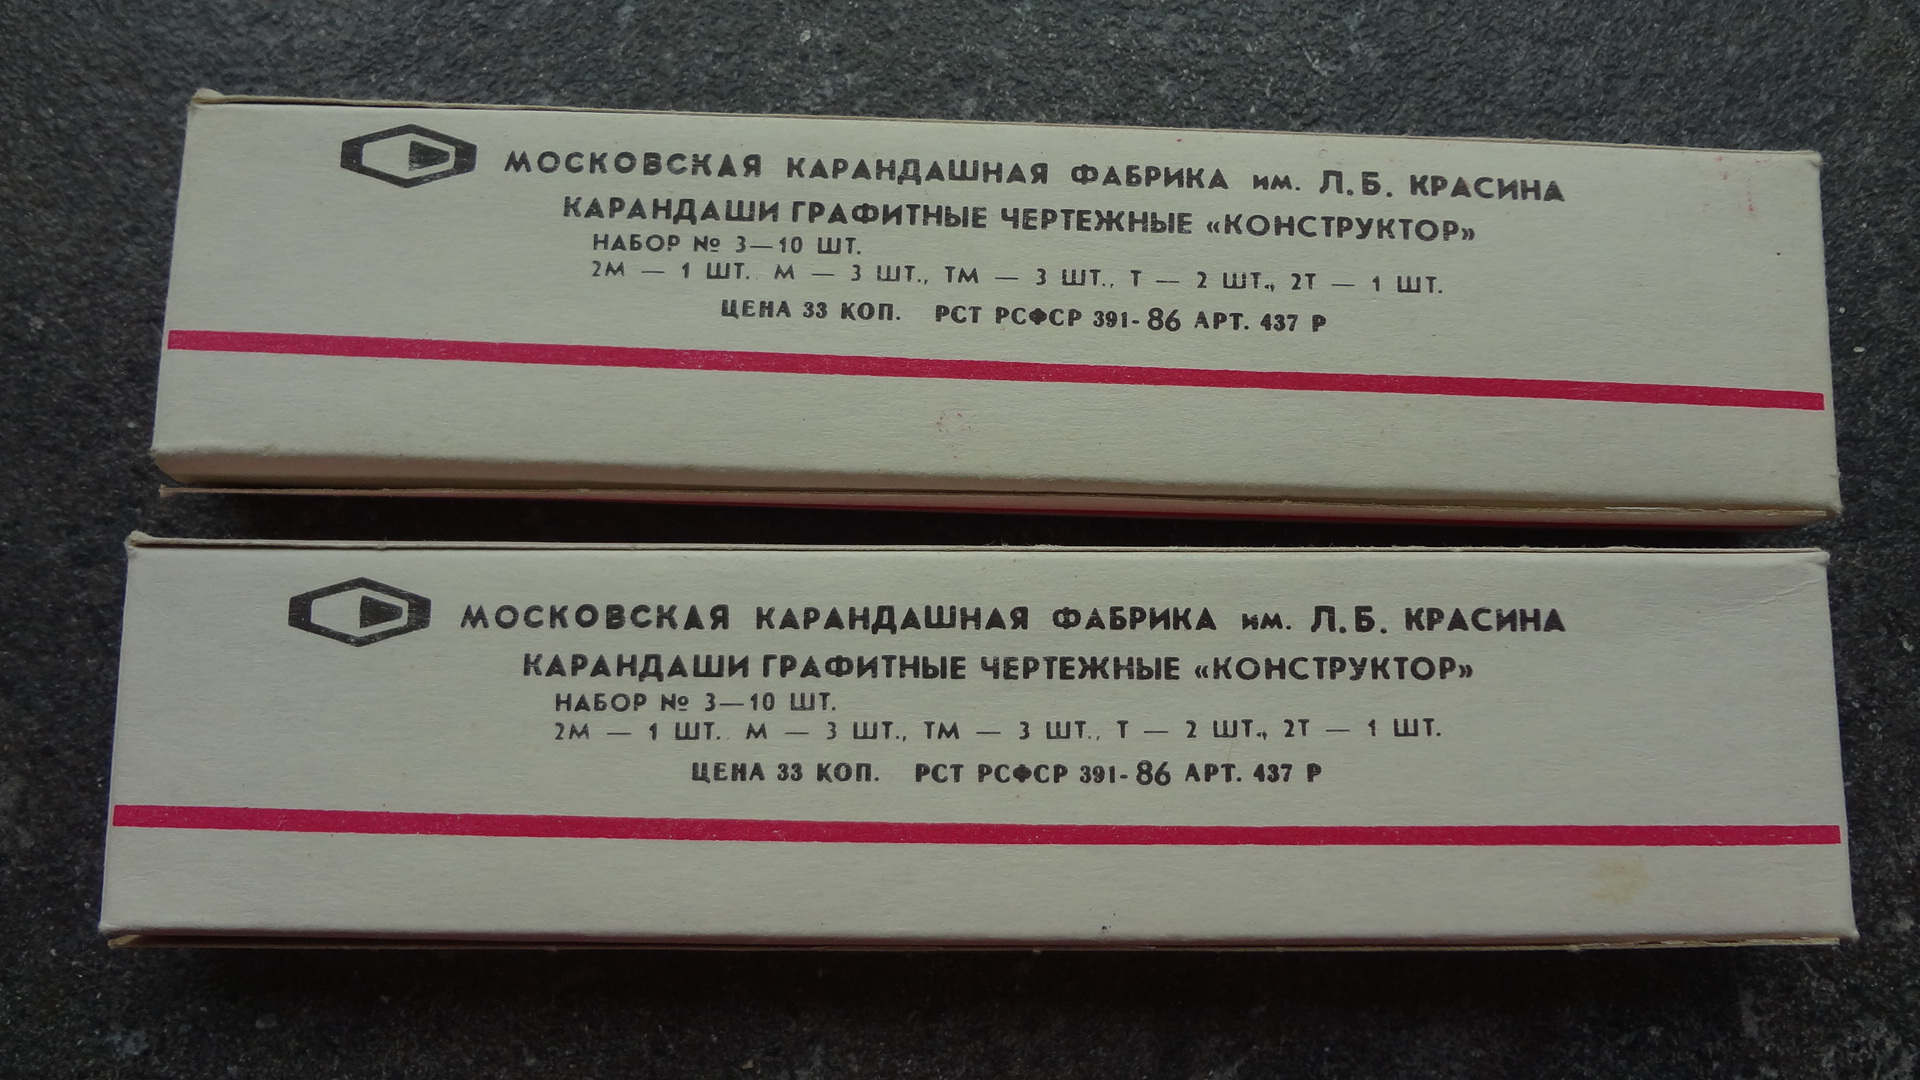 МОСКОВСКАЯ КАРАНДАШНАЯ ФАБРИКА им. Л.Б. КРАСИНА
КАРАНДАШИ ГРАФИТНЫЕ ЧЕРТЕЖНЫЕ «КОНСТРУКТОР»
НАБОР № 3—10 ШТ.
2М — 1 ШТ. М — 3 ШТ., ТМ — 3 ШТ., Т — 2 ШТ., 2Т — 1 ШТ.
ЦЕНА 33 КОП. РСТ РСФСР 391-86 АРТ. 437 Р
МОСКОВСКАЯ КАРАНДАШНАЯ ФАБРИКА им. Л.Б. КРАСИНА
КАРАНДАШИ ГРАФИТНЫЕ ЧЕРТЕЖНЫЕ «КОНСТРУКТОР»
НАБОР № 3—10 ШТ.
2М — 1 ШТ. М — 3 ШТ., ТМ — 3 ШТ., Т — 2 ШТ., 2Т — 1 ШТ.
ЦЕНА 33 КОП. РСТ РСФСР 391-86 АРТ. 437 Р